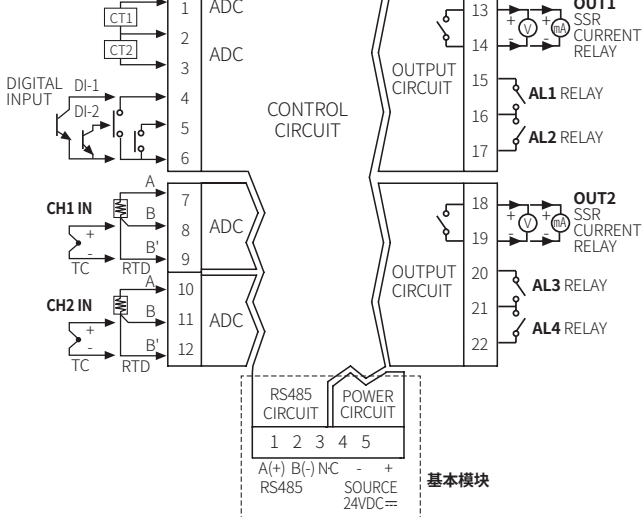 CT1
CT2
1
2
3
ADC
ADC
DIGITAL
INPUT
DI-1
DI-2
4
5
6
CONTROL
CIRCUIT
OUTPUT
CIRCUIT
13
14
15
16
17
+
-
V
+
-
mA
OUT1
SSR
CURRENT
RELAY
AL1 RELAY
AL2 RELAY
CH1 IN
+
-
TC
RTD
A
B
B'
7
8
9
ADC
CH2 IN
+
-
TC
RTD
A
B
B'
10
11
12
ADC
OUTPUT
CIRCUIT
18
19
20
21
22
+
-
V
+
-
mA
OUT2
SSR
CURRENT
RELAY
AL3 RELAY
AL4 RELAY
RS485
CIRCUIT
POWER
CIRCUIT
1 2 3 4 5
A(+) B(-) N·C - +
RS485
SOURCE
24VDC⎓
基本模块